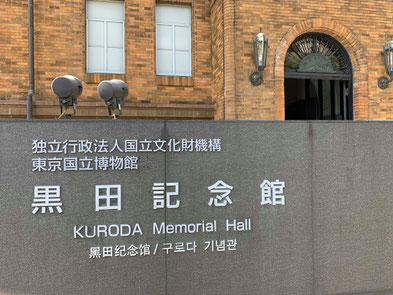 独立行政法人国立文化財機構
東京国立博物館
黒田記念館
KURODA Memorial Hall
黑田纪念馆/구로다 기념관